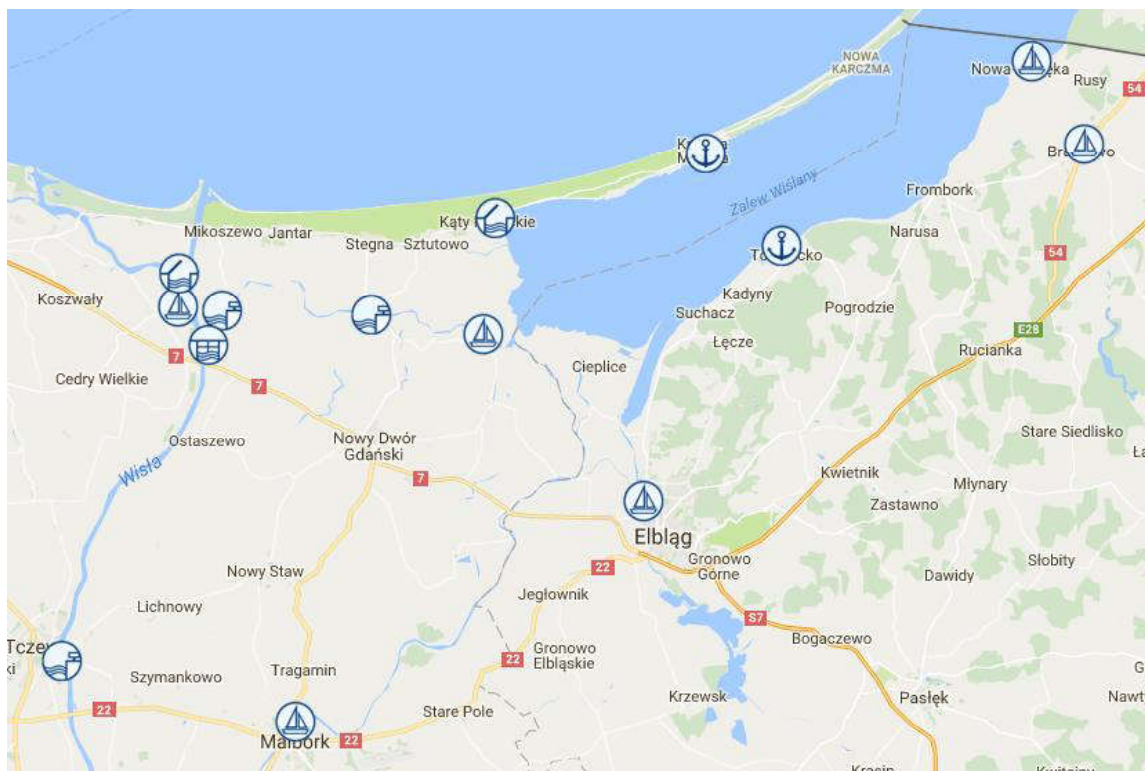 NOWA
KARCZMA
Nowa
Rusy
54
Zalew Wiślany
Frombork
Narusa
Mikoszewo
Jantar
Kąty
Stegna
Sztutowo
54
Koszwały
Kadyny
Pogrodzie
Suchacz
Łęcze
E28
Rucianka
7
Cieplice
Cedry Wielkie
7
Ostaszewo
Nowy Dwór
Gdański
Stare Siedlisko
Wisła
7
Kwietnik
Młynary
Zastawno
Elbląg
Gronowo
Górne
Słobity
Nowy Staw
22
Dawidy
Jegłownik
Lichnowy
S7
Bogaczewo
Gronowo
Elbląskie
22
Tragamin
Szymankowo
Krzewsk
Pasłęk
22
Stare Pole
22
Malbork